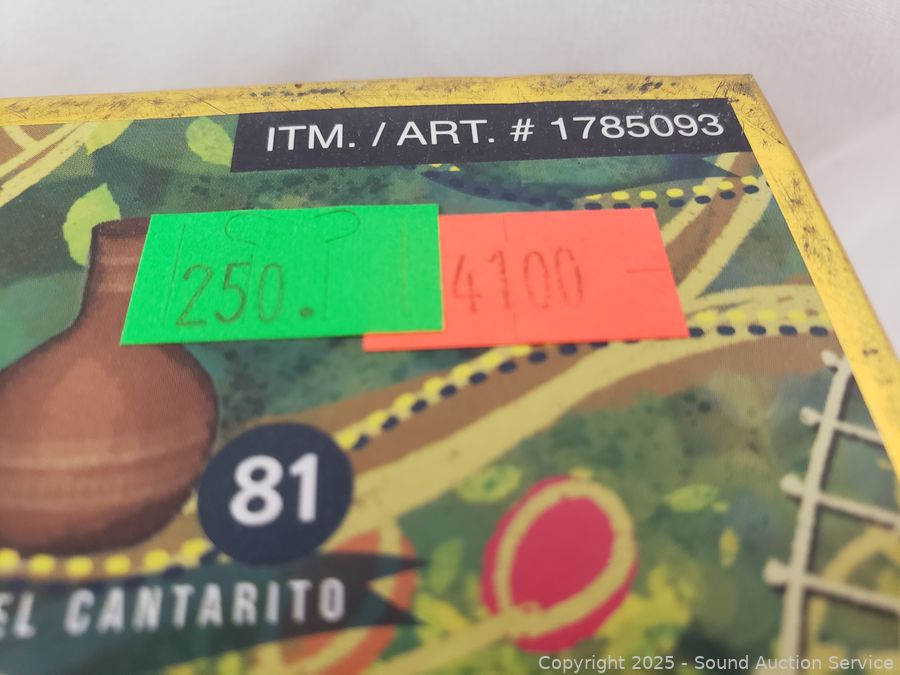 ITM. / ART. # 1785093
250. 4100
81
EL CANTARITO
Copyright 2025 - Sound Auction Service